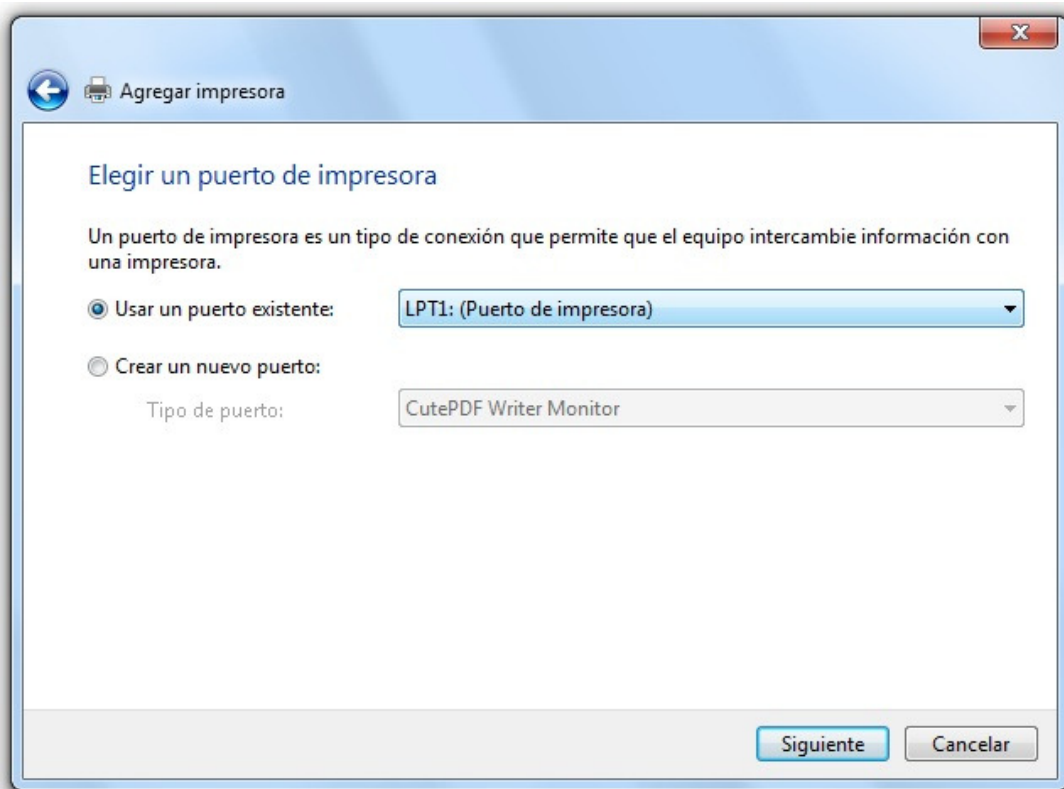 Agregar impresora
Elegir un puerto de impresora
Un puerto de impresora es un tipo de conexión que permite que el equipo intercambie información con
una impresora.
Usar un puerto existente: LPT1: (Puerto de impresora)
Crear un nuevo puerto:
Tipo de puerto: CutePDF Writer Monitor
Siguiente Cancelar